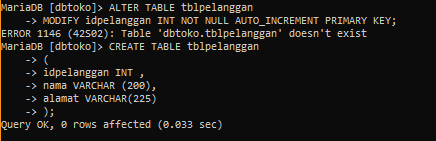 MariaDB [dbtoko]> ALTER TABLE tblpelanggan
    -> MODIFY idpelanggan INT NOT NULL AUTO_INCREMENT PRIMARY KEY;
ERROR 1146 (42S02): Table 'dbtoko.tblpelanggan' doesn't exist
MariaDB [dbtoko]> CREATE TABLE tblpelanggan
    -> (
    -> idpelanggan INT ,
    -> nama VARCHAR (200),
    -> alamat VARCHAR(225)
    -> );
Query OK, 0 rows affected (0.033 sec)